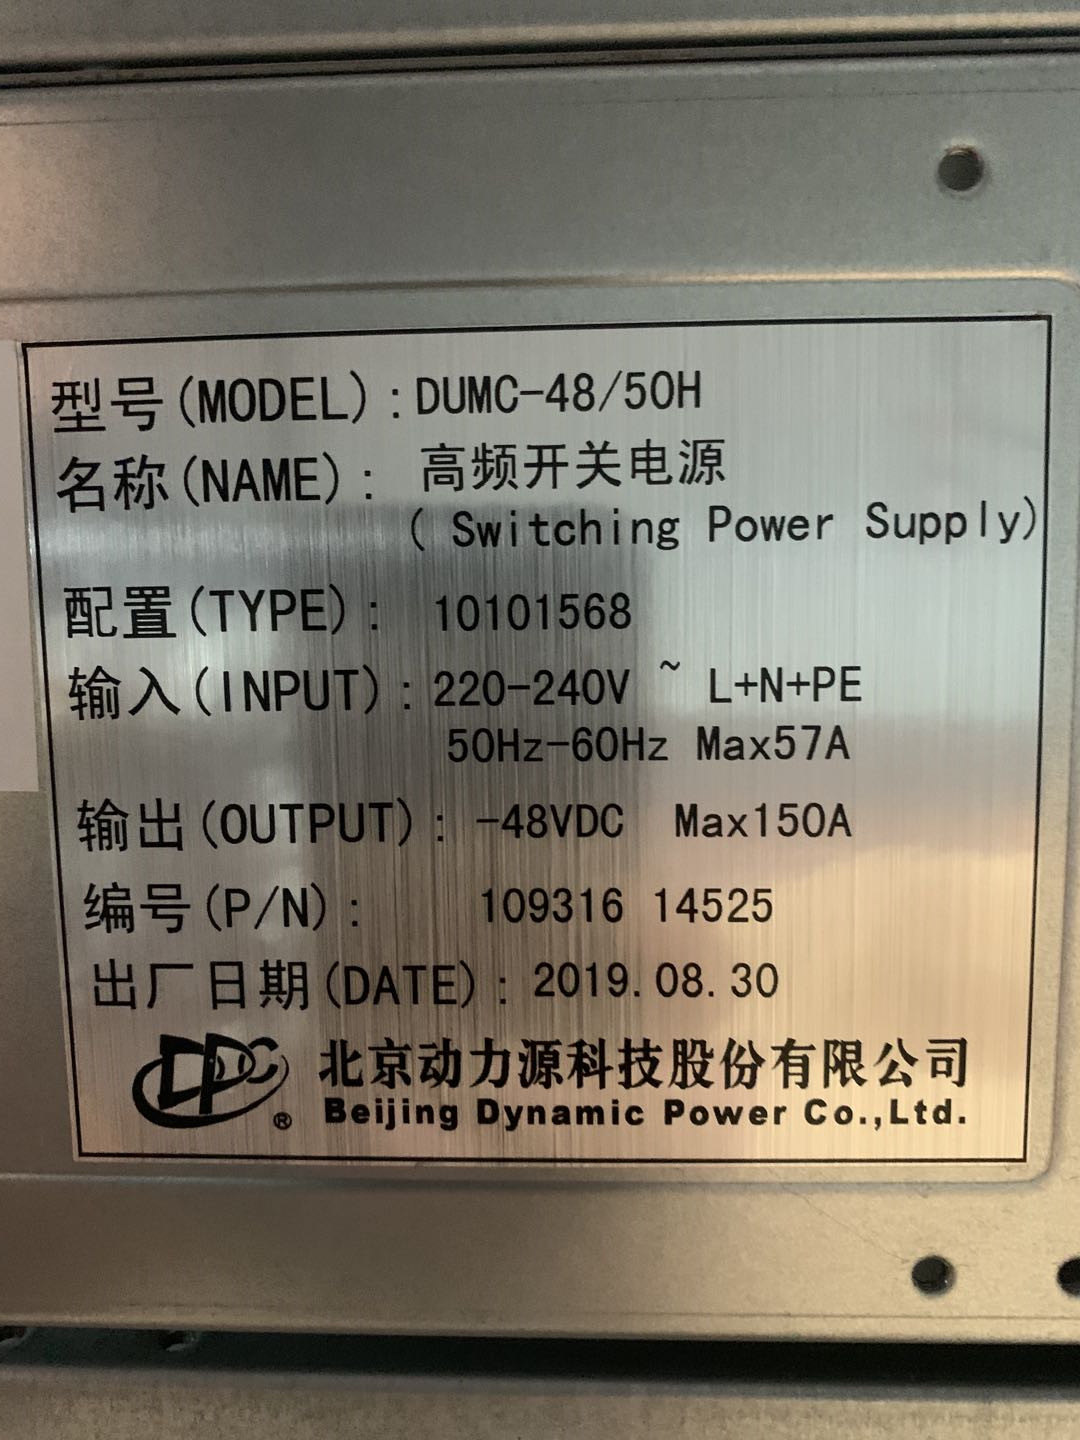 型号(MODEL):DUMC-48/50H
名称(NAME): 高频开关电源
( Switching Power Supply)
配置(TYPE): 10101568
输入(INPUT):220-240V ~ L+N+PE
50Hz-60Hz Max57A
输出(OUTPUT): -48VDC Max150A
编号(P/N): 109316 14525
出厂日期(DATE):2019.08.30
DPC ® 北京动力源科技股份有限公司
Beijing Dynamic Power Co.,Ltd.